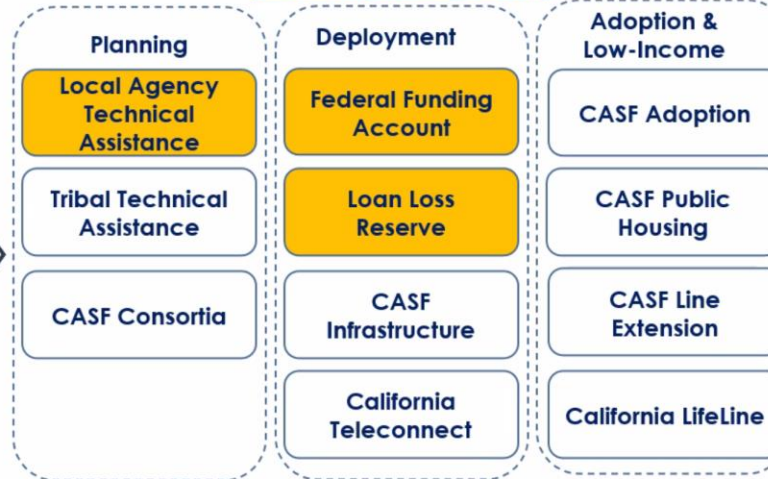 Planning
Local Agency
Technical
Assistance
Tribal Technical
Assistance
CASF Consortia
Deployment
Federal Funding
Account
Loan Loss
Reserve
CASF
Infrastructure
California
Teleconnect
Adoption &
Low-Income
CASF Adoption
CASF Public
Housing
CASF Line
Extension
California LifeLine